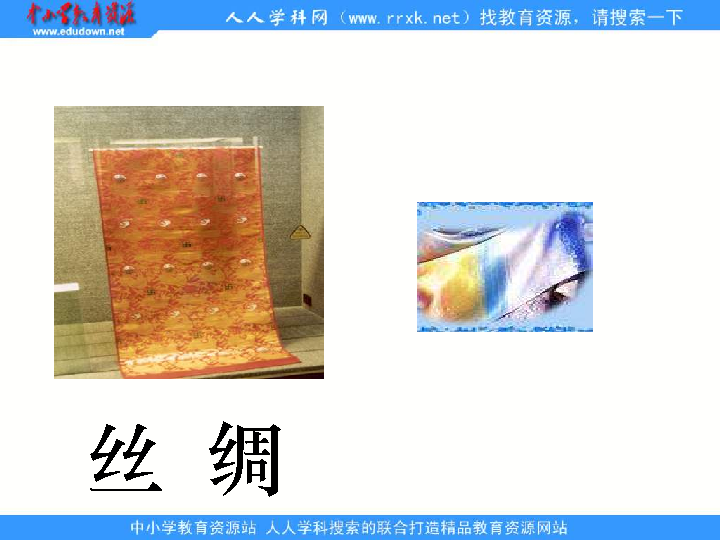 中小学教育资源
www.edudown.net
人人学科网（www.rrxk.net）找教育资源，请搜索一下
丝 绸
中小学教育资源站 人人学科搜索的联合打造精品教育资源网站